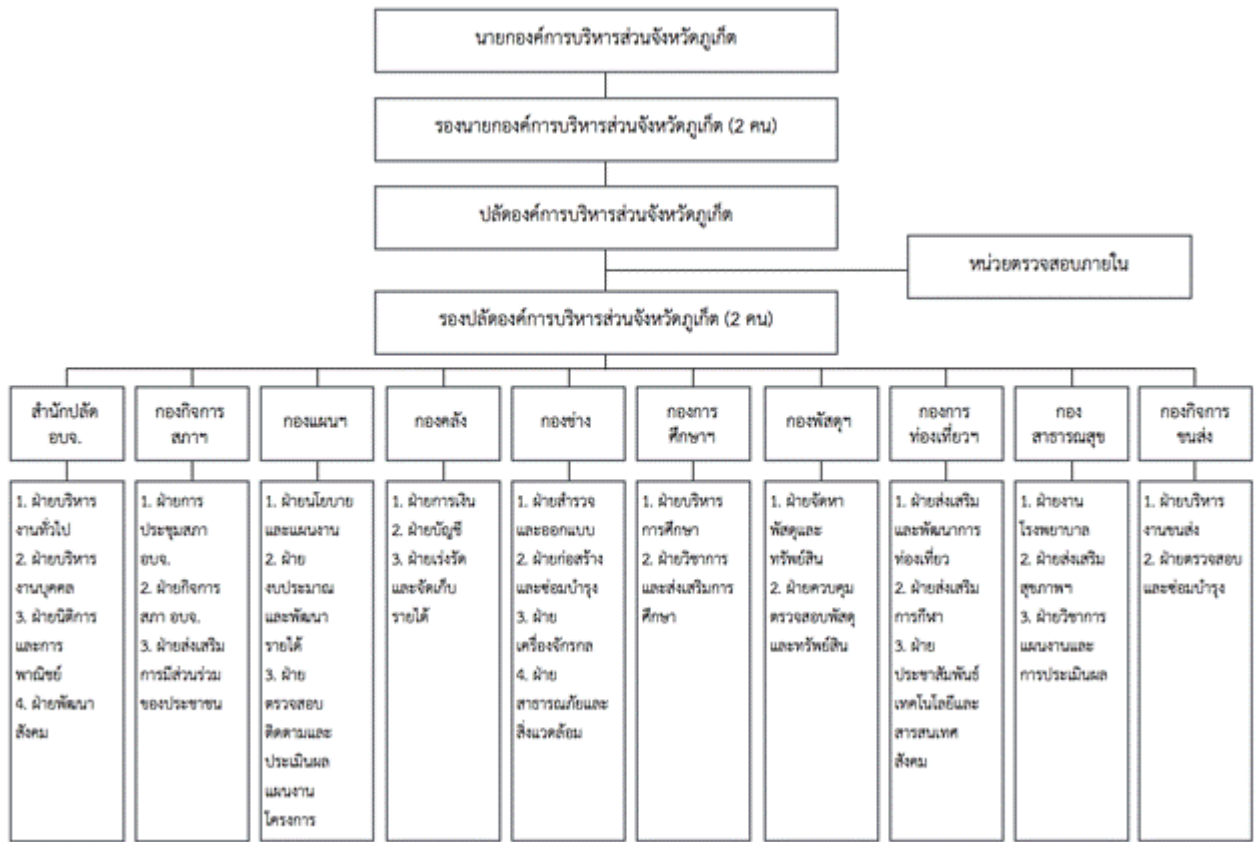 นายกองค์การบริหารส่วนจังหวัดภูเก็ต
รองนายกองค์การบริหารส่วนจังหวัดภูเก็ต (2 คน)
ปลัดองค์การบริหารส่วนจังหวัดภูเก็ต
หน่วยตรวจสอบภายใน
รองปลัดองค์การบริหารส่วนจังหวัดภูเก็ต (2 คน)
สำนักปลัด
อบจ.
กองกิจการ
สภาฯ
กองแผนฯ
กองคลัง
กองช่าง
กองการ
ศึกษาฯ
กองพัสดุฯ
กองการ
ท่องเที่ยวฯ
กอง
สาธารณสุข
กองกิจการ
ขนส่ง
1. ฝ่ายบริหาร
งานทั่วไป
2. ฝ่ายบริหาร
งานบุคคล
3. ฝ่ายนิติการ
และการ
พาณิชย์
4. ฝ่ายพัฒนา
สังคม
1. ฝ่ายการ
ประชุมสภา
อบจ.
2. ฝ่ายกิจการ
สภา อบจ.
3. ฝ่ายส่งเสริม
การมีส่วนร่วม
ของประชาชน
1. ฝ่ายนโยบาย
และแผนงาน
2. ฝ่าย
งบประมาณ
และพัฒนา
รายได้
3. ฝ่าย
ตรวจสอบ
ติดตามและ
ประเมินผล
แผนงาน
โครงการ
1. ฝ่ายการเงิน
2. ฝ่ายบัญชี
3. ฝ่ายเร่งรัด
และจัดเก็บ
รายได้
1. ฝ่ายสำรวจ
และออกแบบ
2. ฝ่ายก่อสร้าง
และซ่อมบำรุง
3. ฝ่าย
เครื่องจักรกล
4. ฝ่าย
สาธารณภัยและ
สิ่งแวดล้อม
1. ฝ่ายบริหาร
การศึกษา
2. ฝ่ายวิชาการ
และส่งเสริมการ
ศึกษา
1. ฝ่ายจัดหา
พัสดุและ
ทรัพย์สิน
2. ฝ่ายควบคุม
ตรวจสอบพัสดุ
และทรัพย์สิน
1. ฝ่ายส่งเสริม
และพัฒนาการ
ท่องเที่ยว
2. ฝ่ายส่งเสริม
การกีฬา
3. ฝ่าย
ประชาสัมพันธ์
เทคโนโลยีและ
สารสนเทศ
สังคม
1. ฝ่ายงาน
โรงพยาบาล
2. ฝ่ายส่งเสริม
สุขภาพฯ
3. ฝ่ายวิชาการ
แผนงานและ
การประเมินผล
1. ฝ่ายบริหาร
งานขนส่ง
2. ฝ่ายตรวจสอบ
และซ่อมบำรุง